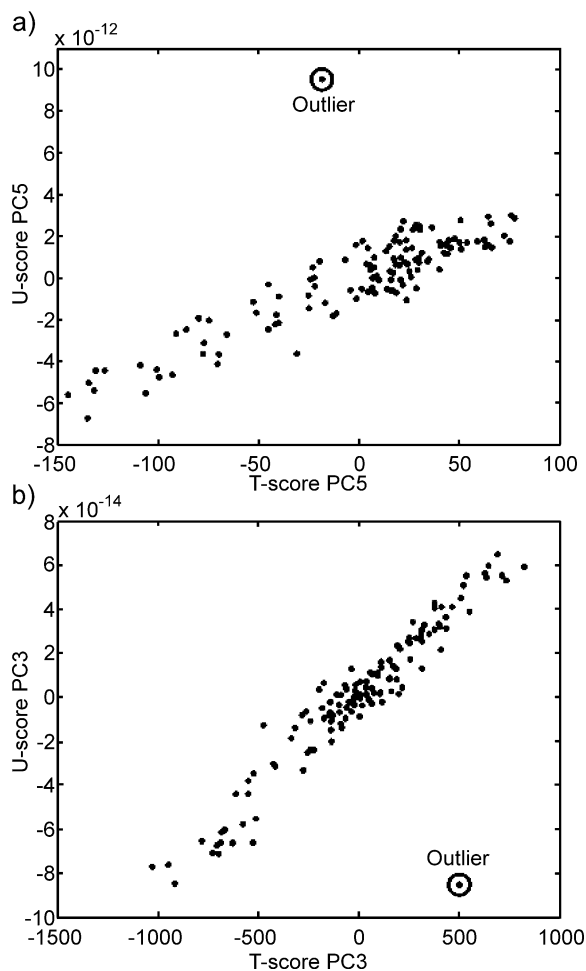 a)
x 10-12
10
Outlier
8
6
4
2
0
-2
-4
-6
-8
U-score PC5
-150 -100 -50 0 50 100
T-score PC5
b)
x 10-14
8
6
4
2
0
-2
-4
-6
-8
-10
U-score PC3
Outlier
-1500 -1000 -500 0 500 1000
T-score PC3